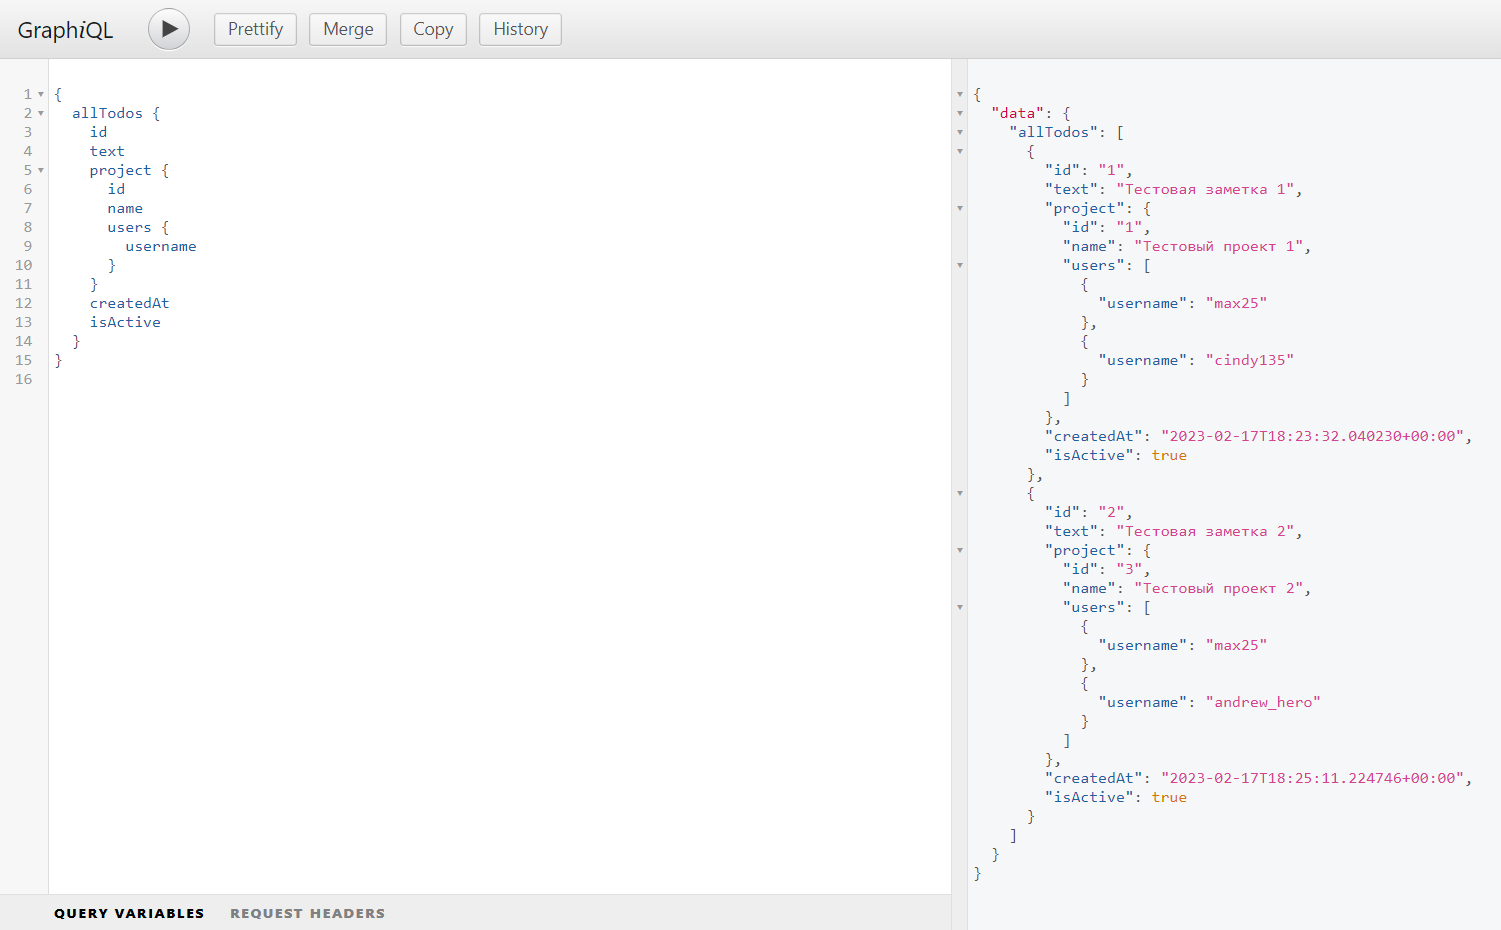 GraphiQL
Prettify
Merge
Copy
History
1 {
2 allTodos {
3 id
4 text
5 project {
6 id
7 name
8 users {
9 username
10 }
11 }
12 createdAt
13 isActive
14 }
15 }
16
{
"data": {
"allTodos": [
{
"id": "1",
"text": "Тестовая заметка 1",
"project": {
"id": "1",
"name": "Тестовый проект 1",
"users": [
{
"username": "max25"
},
{
"username": "cindy135"
}
]
},
"createdAt": "2023-02-17T18:23:32.040230+00:00",
"isActive": true
},
{
"id": "2",
"text": "Тестовая заметка 2",
"project": {
"id": "3",
"name": "Тестовый проект 2",
"users": [
{
"username": "max25"
},
{
"username": "andrew_hero"
}
]
},
"createdAt": "2023-02-17T18:25:11.224746+00:00",
"isActive": true
}
]
}
}
QUERY VARIABLES
REQUEST HEADERS